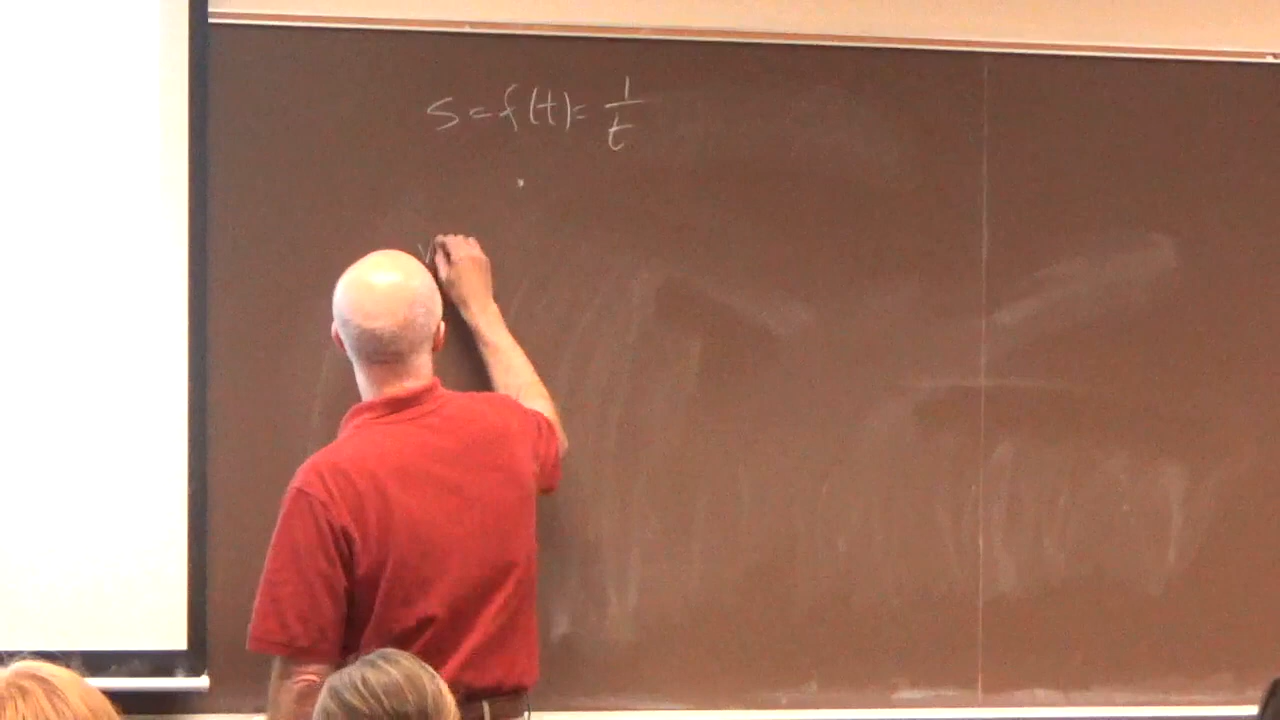 s = f(t) = 1/t